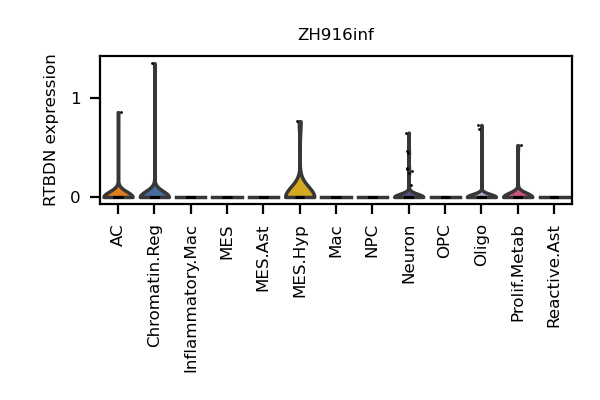 ZH916inf
RTBDN expression
1
0
AC
Chromatin.Reg
Inflammatory.Mac
MES
MES.Ast
MES.Hyp
Mac
NPC
Neuron
OPC
Oligo
Prolif.Metab
Reactive.Ast